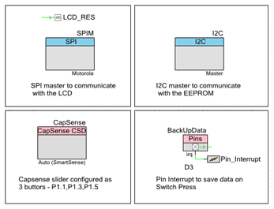 LCD_RES
SPIM
SPI
Motorola
SPI master to communicate
with the LCD
I2C
I2C
Master
I2C master to communicate
with the EEPROM
CapSense
CapSense CSD
Auto (SmartSense)
Capsense slider configured as
3 buttons - P1.1,P1.3,P1.5
BackUpData
Pins
irq
Pin_Interrupt
D3
Pin Interrupt to save data on
Switch Press